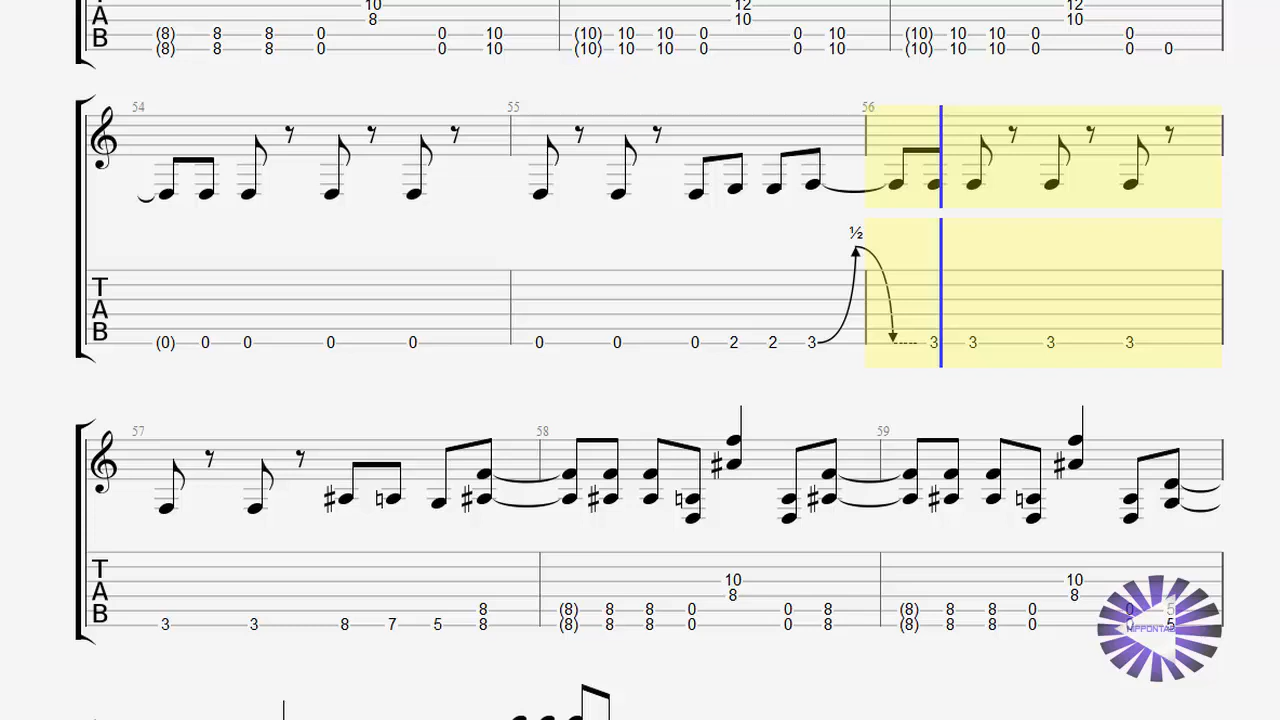 10 12 12
A 8 10 10
B (8) 8 8 0 0 10 (10) 10 10 0 0 10 (10) 10 10 0 0
(8) 8 8 0 0 10 (10) 10 10 0 0 10 (10) 10 10 0 0 0
54 55 56
½
T
A
B
(0) 0 0 0 0 0 0 0 2 2 3 3 3 3 3
57 58 59
T
10 10
A 8 8
B 8 (8) 8 8 0 0 8 (8) 8 8 0 0 5
3 3 8 7 5 8 (8) 8 8 0 0 8 (8) 8 8 0 0 5
NIPPONTAB